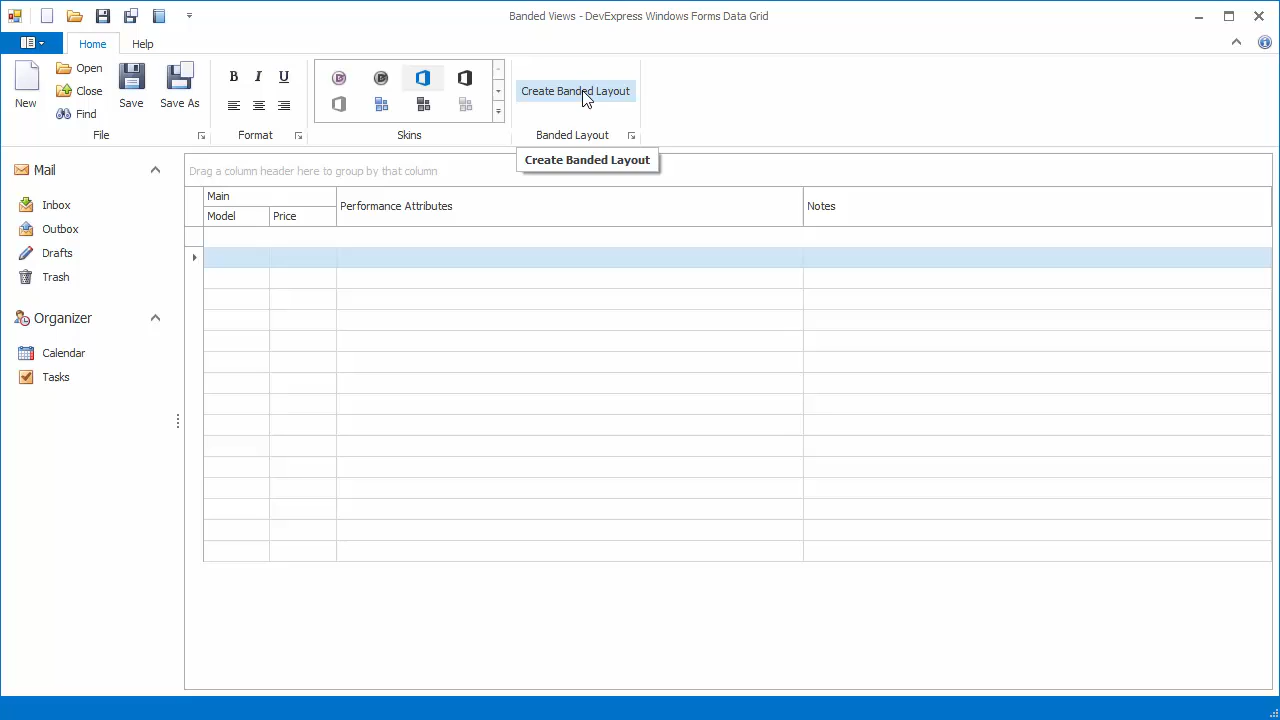 Banded Views - DevExpress Windows Forms Data Grid
Home
Help
New
Open
Close
Find
Save
Save As
File
B I U
Format
Skins
Create Banded Layout
Banded Layout
Create Banded Layout
Mail
Inbox
Outbox
Drafts
Trash
Organizer
Calendar
Tasks
Drag a column header here to group by that column
Main
Performance Attributes
Notes
Model
Price